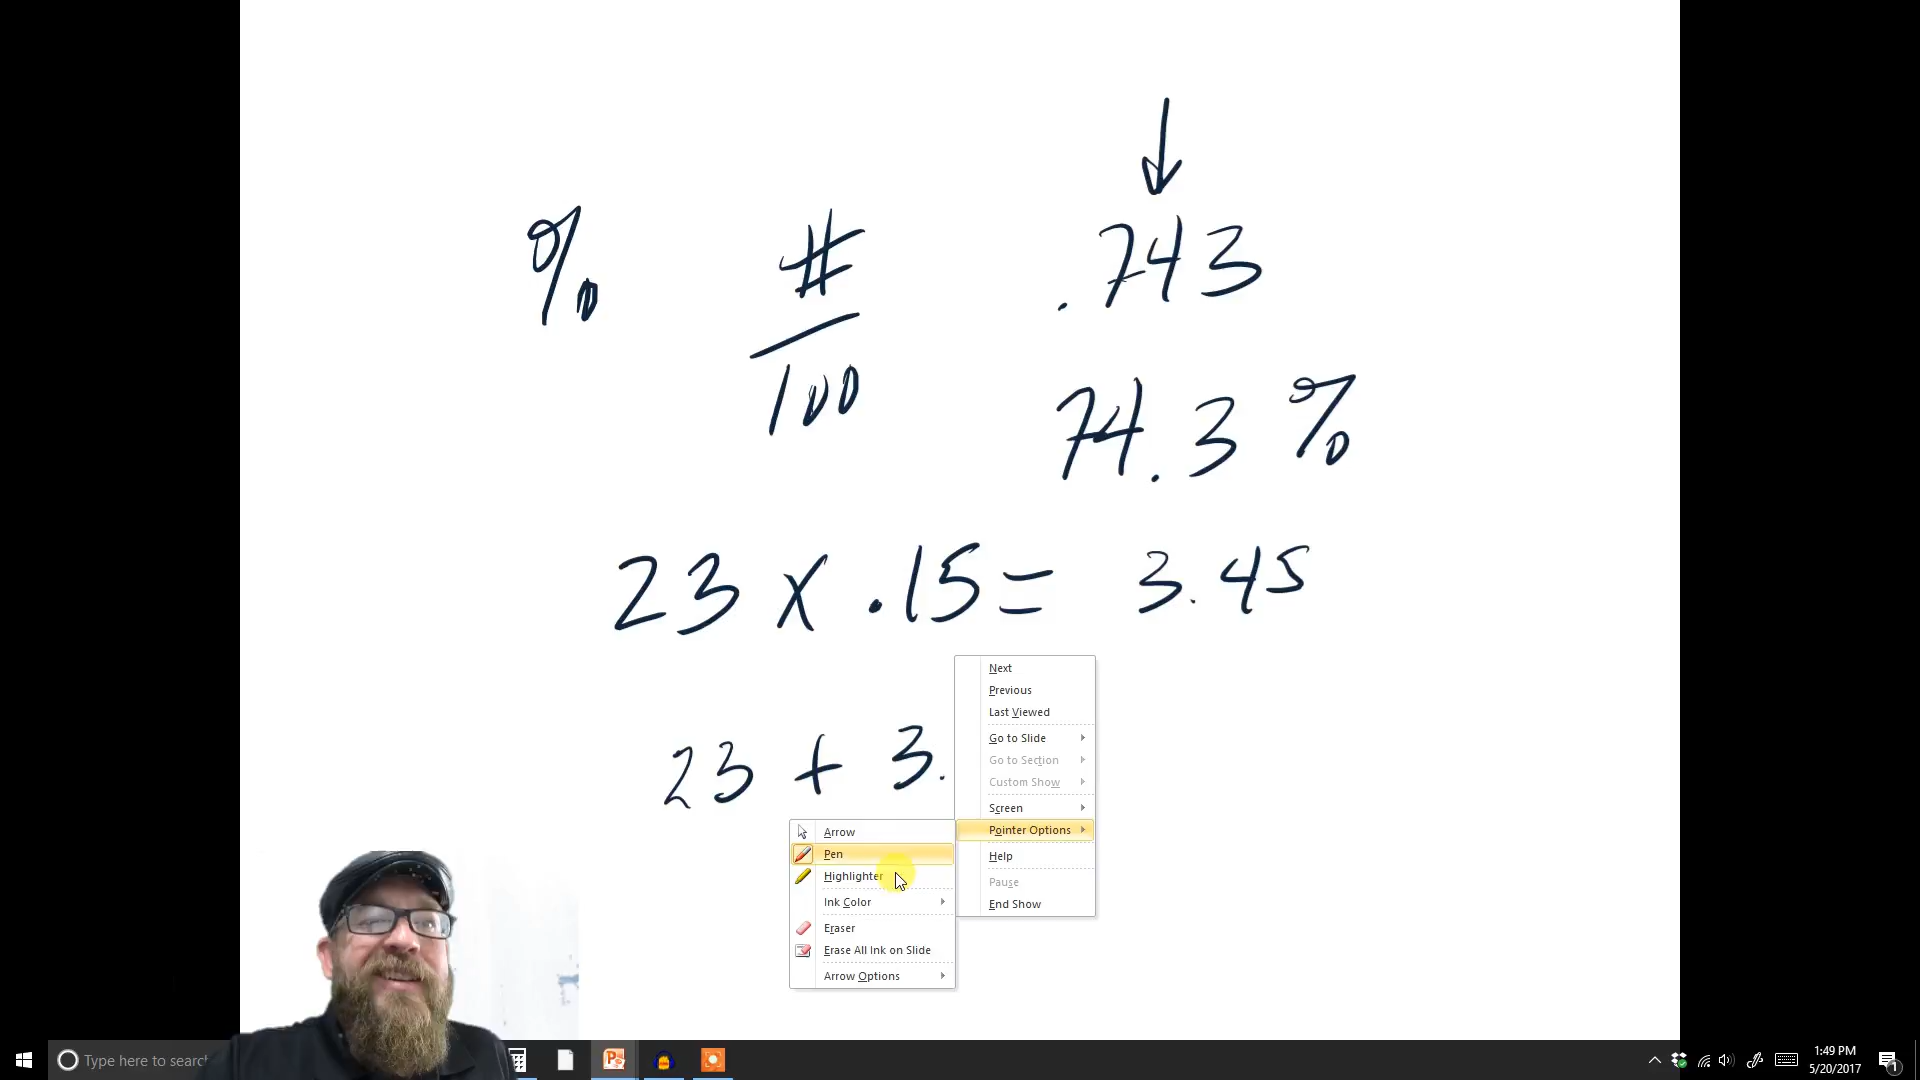 .743
% #
100
74.3 %
23 x .15 = 3.45
23 + 3.
Next
Previous
Last Viewed
Go to Slide
Go to Section
Custom Show
Screen
Pointer Options
Help
Pause
End Show
Arrow
Pen
Highlighter
Ink Color
Eraser
Erase All Ink on Slide
Arrow Options
Type here to search
1:49 PM
5/20/2017
1